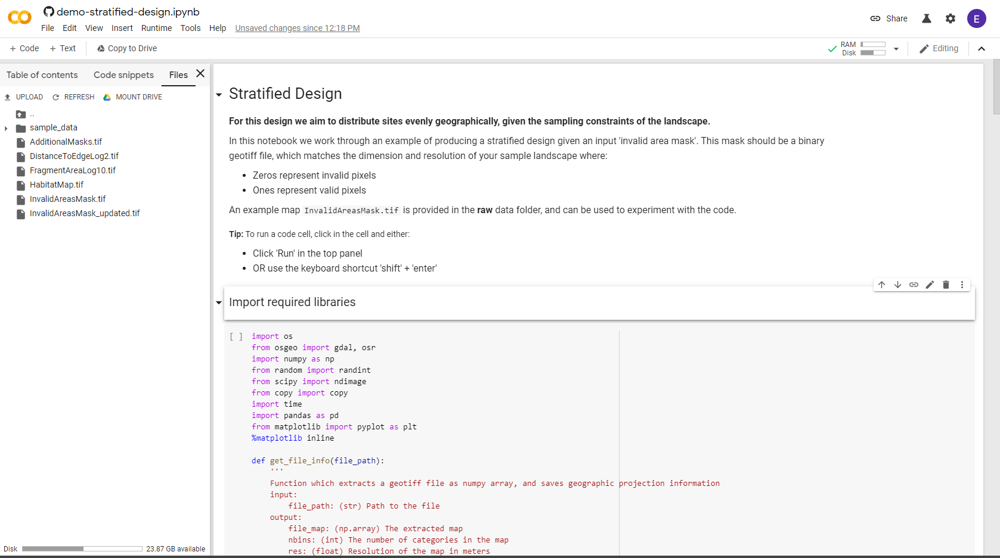 demo-stratified-design.ipynb
File Edit View Insert Runtime Tools Help Unsaved changes since 12:18 PM
Share
E
+ Code + Text Copy to Drive
RAM
Disk
Editing
Table of contents Code snippets Files
UPLOAD REFRESH MOUNT DRIVE
..
sample_data
AdditionalMasks.tif
DistanceToEdgeLog2.tif
FragmentAreaLog10.tif
HabitatMap.tif
InvalidAreasMask.tif
InvalidAreasMask_updated.tif
Disk 23.87 GB available
Stratified Design
For this design we aim to distribute sites evenly geographically, given the sampling constraints of the landscape.
In this notebook we work through an example of producing a stratified design given an input 'invalid area mask'. This mask should be a binary
geotiff file, which matches the dimension and resolution of your sample landscape where:
• Zeros represent invalid pixels
• Ones represent valid pixels
An example map InvalidAreasMask.tif is provided in the raw data folder, and can be used to experiment with the code.
Tip: To run a code cell, click in the cell and either:
• Click 'Run' in the top panel
• OR use the keyboard shortcut 'shift' + 'enter'
Import required libraries
[ ] import os
from osgeo import gdal, osr
import numpy as np
from random import randint
from scipy import ndimage
from copy import copy
import time
import pandas as pd
from matplotlib import pyplot as plt
%matplotlib inline
def get_file_info(file_path):
'''
Function which extracts a geotiff file as numpy array, and saves geographic projection information
input:
file_path: (str) Path to the file
output:
file_map: (np.array) The extracted map
nbins: (int) The number of categories in the map
res: (float) Resolution of the map in meters